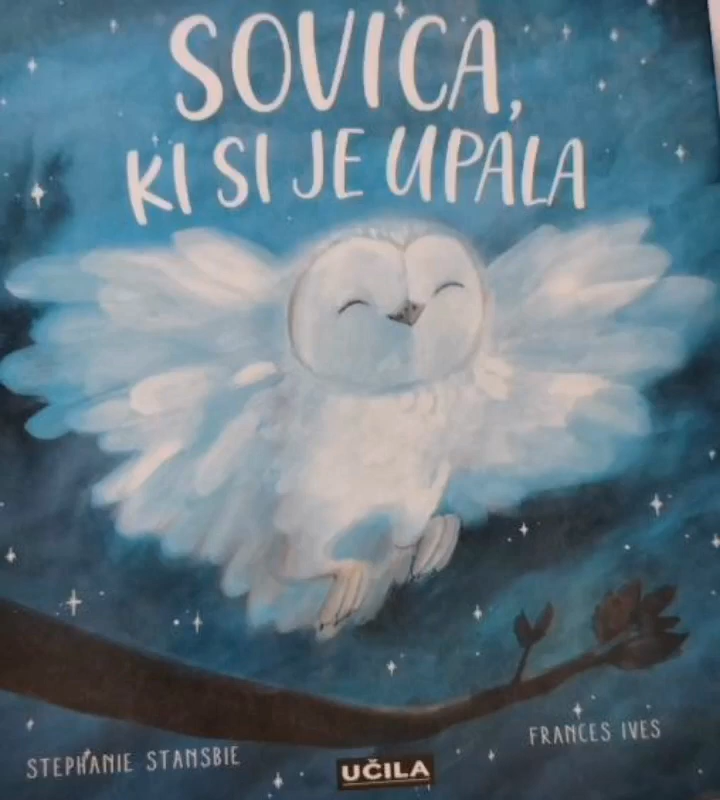 SOVICA,
KI SI JE UPALA
STEPHANIE STANSBIE
FRANCES IVES
UČILA